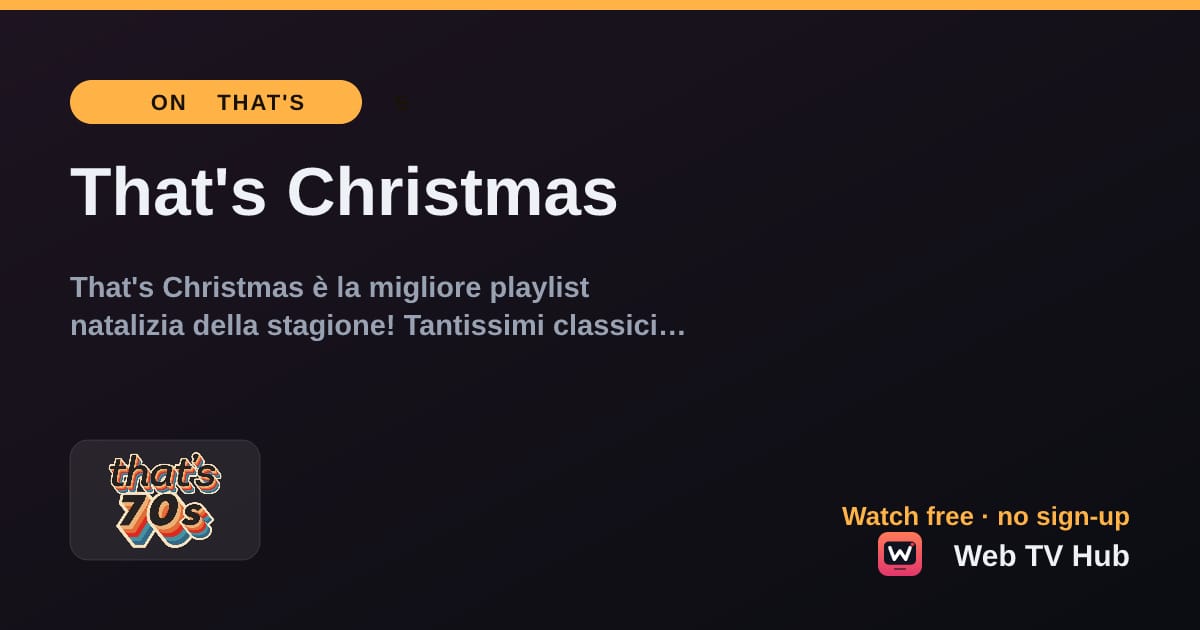 ON THAT'S
That's Christmas
That's Christmas è la migliore playlist
natalizia della stagione! Tantissimi classici…
that's
70s
Watch free · no sign-up
W
Web TV Hub